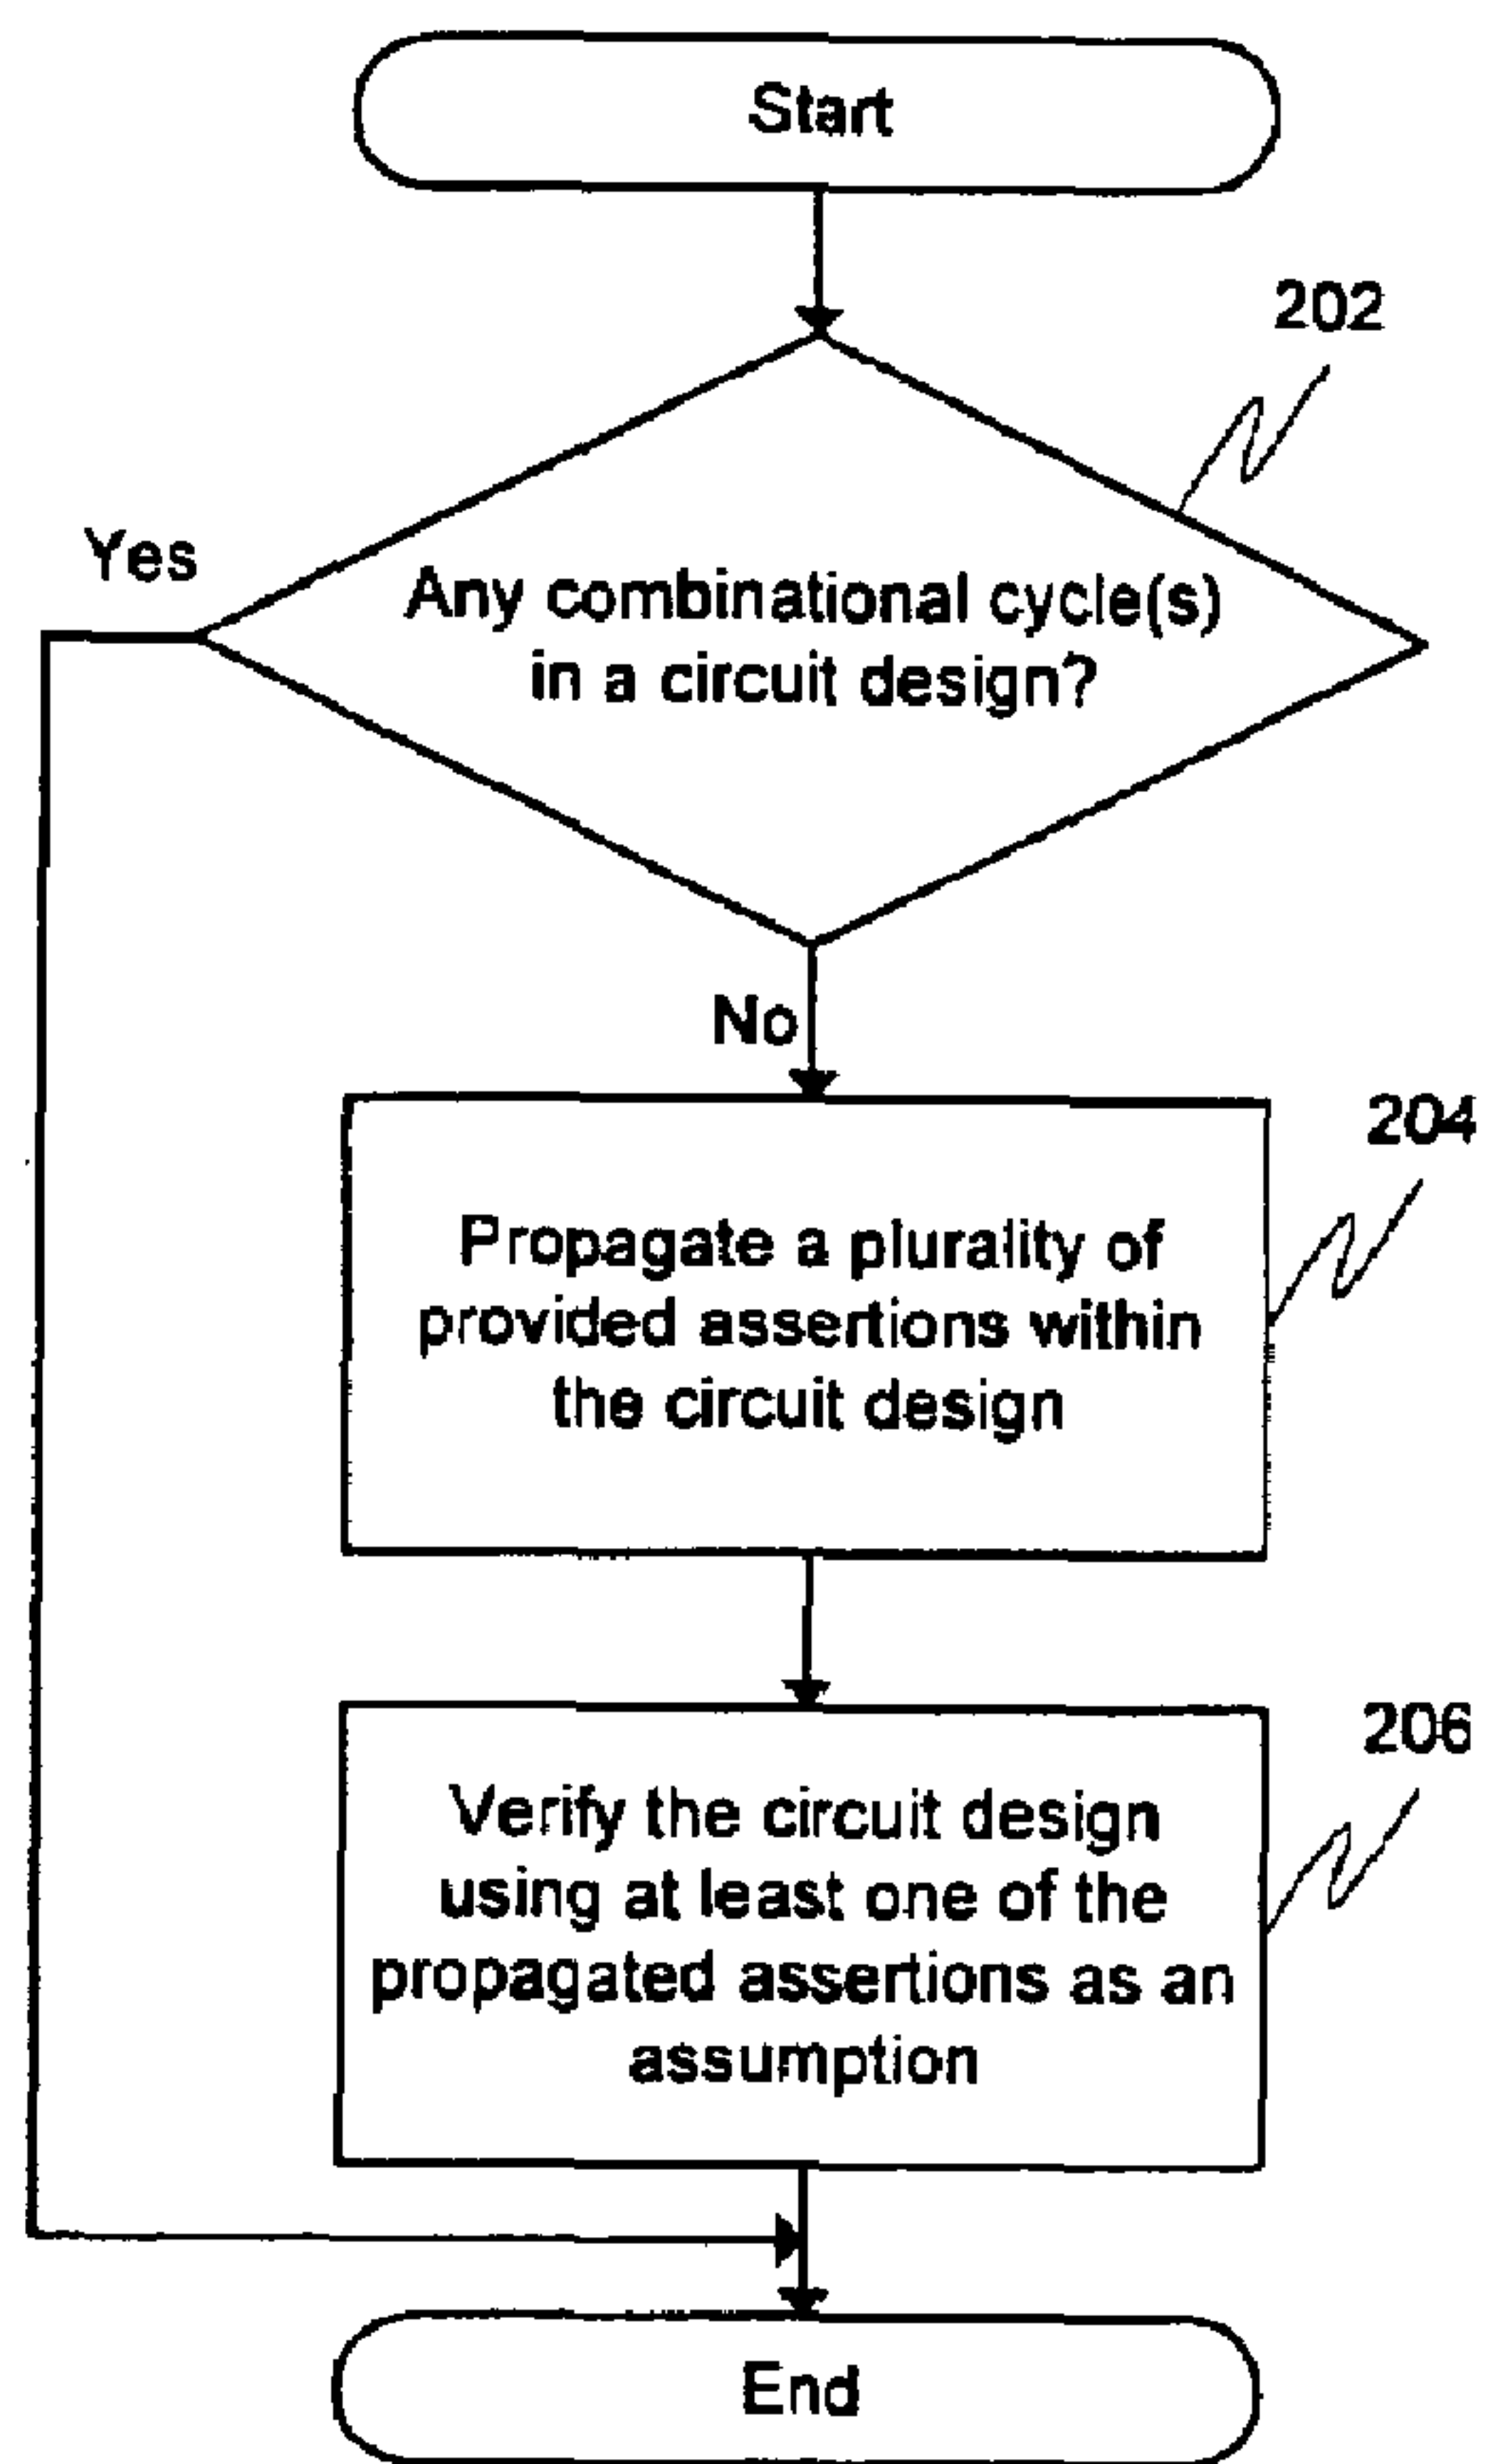 Start
202
Yes
Any combinational cycle(s)
in a circuit design?
No
204
Propagate a plurality of
provided assertions within
the circuit design
206
Verify the circuit design
using at least one of the
propagated assertions as an
assumption
End